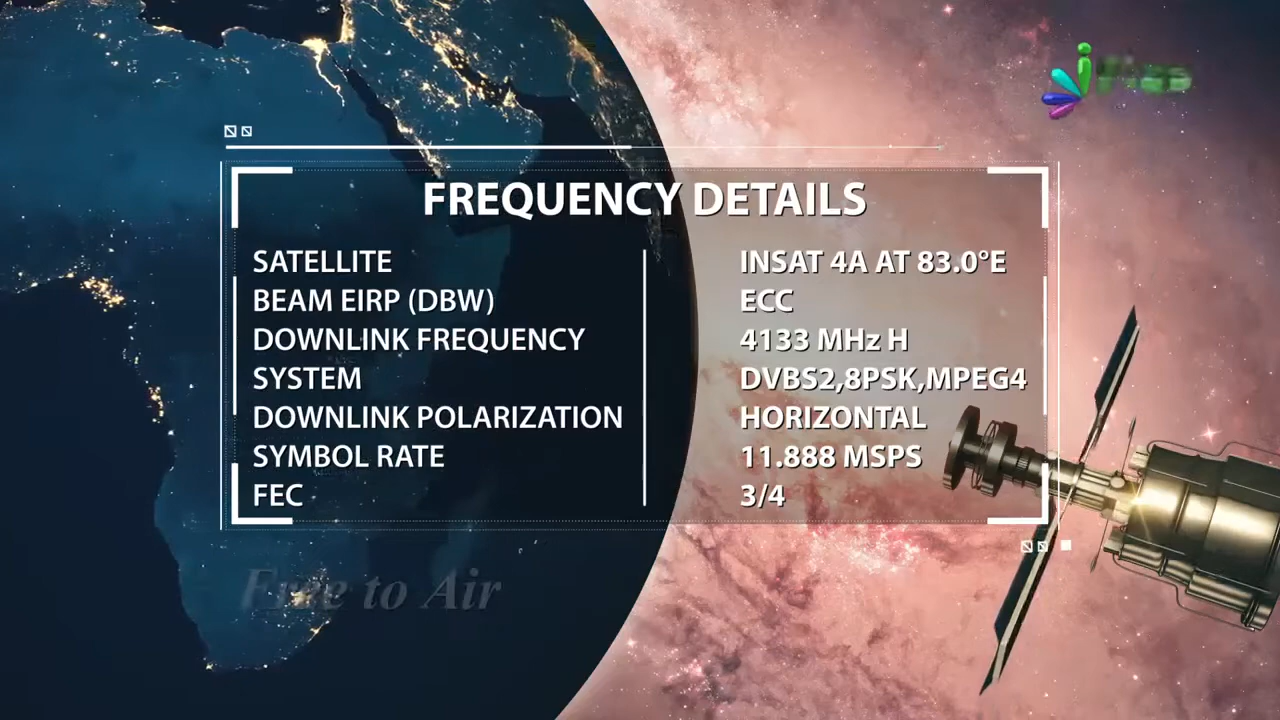 FREQUENCY DETAILS
SATELLITE INSAT 4A AT 83.0°E
BEAM EIRP (DBW) ECC
DOWNLINK FREQUENCY 4133 MHz H
SYSTEM DVBS2,8PSK,MPEG4
DOWNLINK POLARIZATION HORIZONTAL
SYMBOL RATE 11.888 MSPS
FEC 3/4
Free to Air